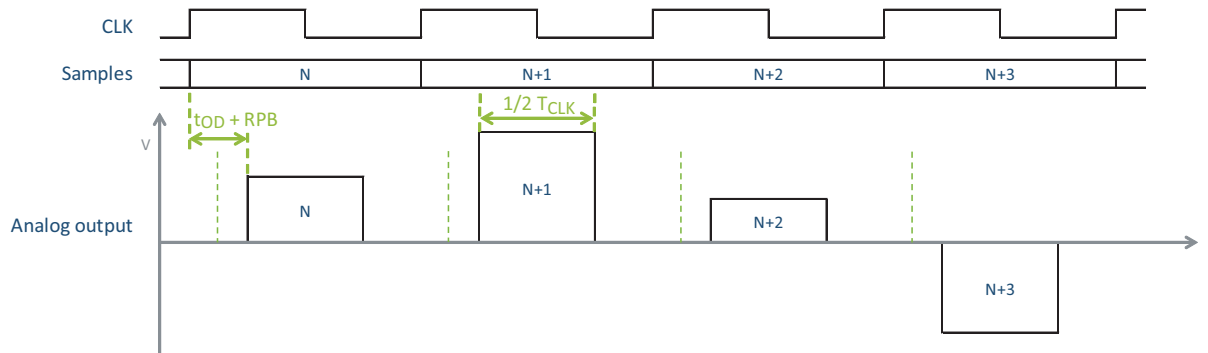 CLK
Samples
N
N+1
N+2
N+3
tOD + RPB
1/2 TCLK
V
Analog output
N
N+1
N+2
N+3